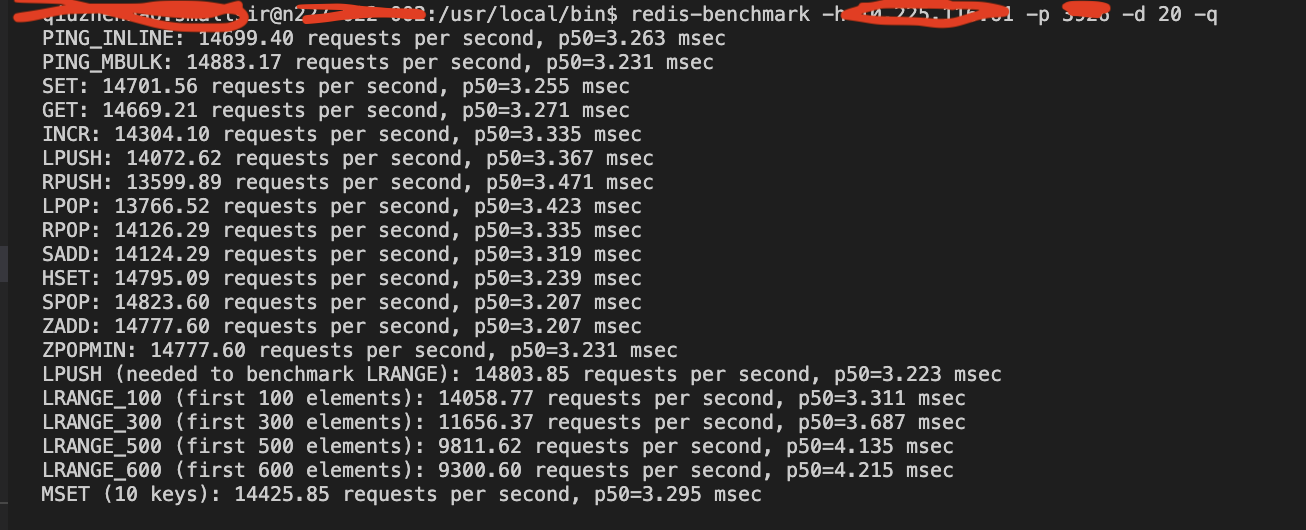 :/usr/local/bin$ redis-benchmark -h -p -d 20 -q
PING_INLINE: 14699.40 requests per second, p50=3.263 msec
PING_MBULK: 14883.17 requests per second, p50=3.231 msec
SET: 14701.56 requests per second, p50=3.255 msec
GET: 14669.21 requests per second, p50=3.271 msec
INCR: 14304.10 requests per second, p50=3.335 msec
LPUSH: 14072.62 requests per second, p50=3.367 msec
RPUSH: 13599.89 requests per second, p50=3.471 msec
LPOP: 13766.52 requests per second, p50=3.423 msec
RPOP: 14126.29 requests per second, p50=3.335 msec
SADD: 14124.29 requests per second, p50=3.319 msec
HSET: 14795.09 requests per second, p50=3.239 msec
SPOP: 14823.60 requests per second, p50=3.207 msec
ZADD: 14777.60 requests per second, p50=3.207 msec
ZPOPMIN: 14777.60 requests per second, p50=3.231 msec
LPUSH (needed to benchmark LRANGE): 14803.85 requests per second, p50=3.223 msec
LRANGE_100 (first 100 elements): 14058.77 requests per second, p50=3.311 msec
LRANGE_300 (first 300 elements): 11656.37 requests per second, p50=3.687 msec
LRANGE_500 (first 500 elements): 9811.62 requests per second, p50=4.135 msec
LRANGE_600 (first 600 elements): 9300.60 requests per second, p50=4.215 msec
MSET (10 keys): 14425.85 requests per second, p50=3.295 msec